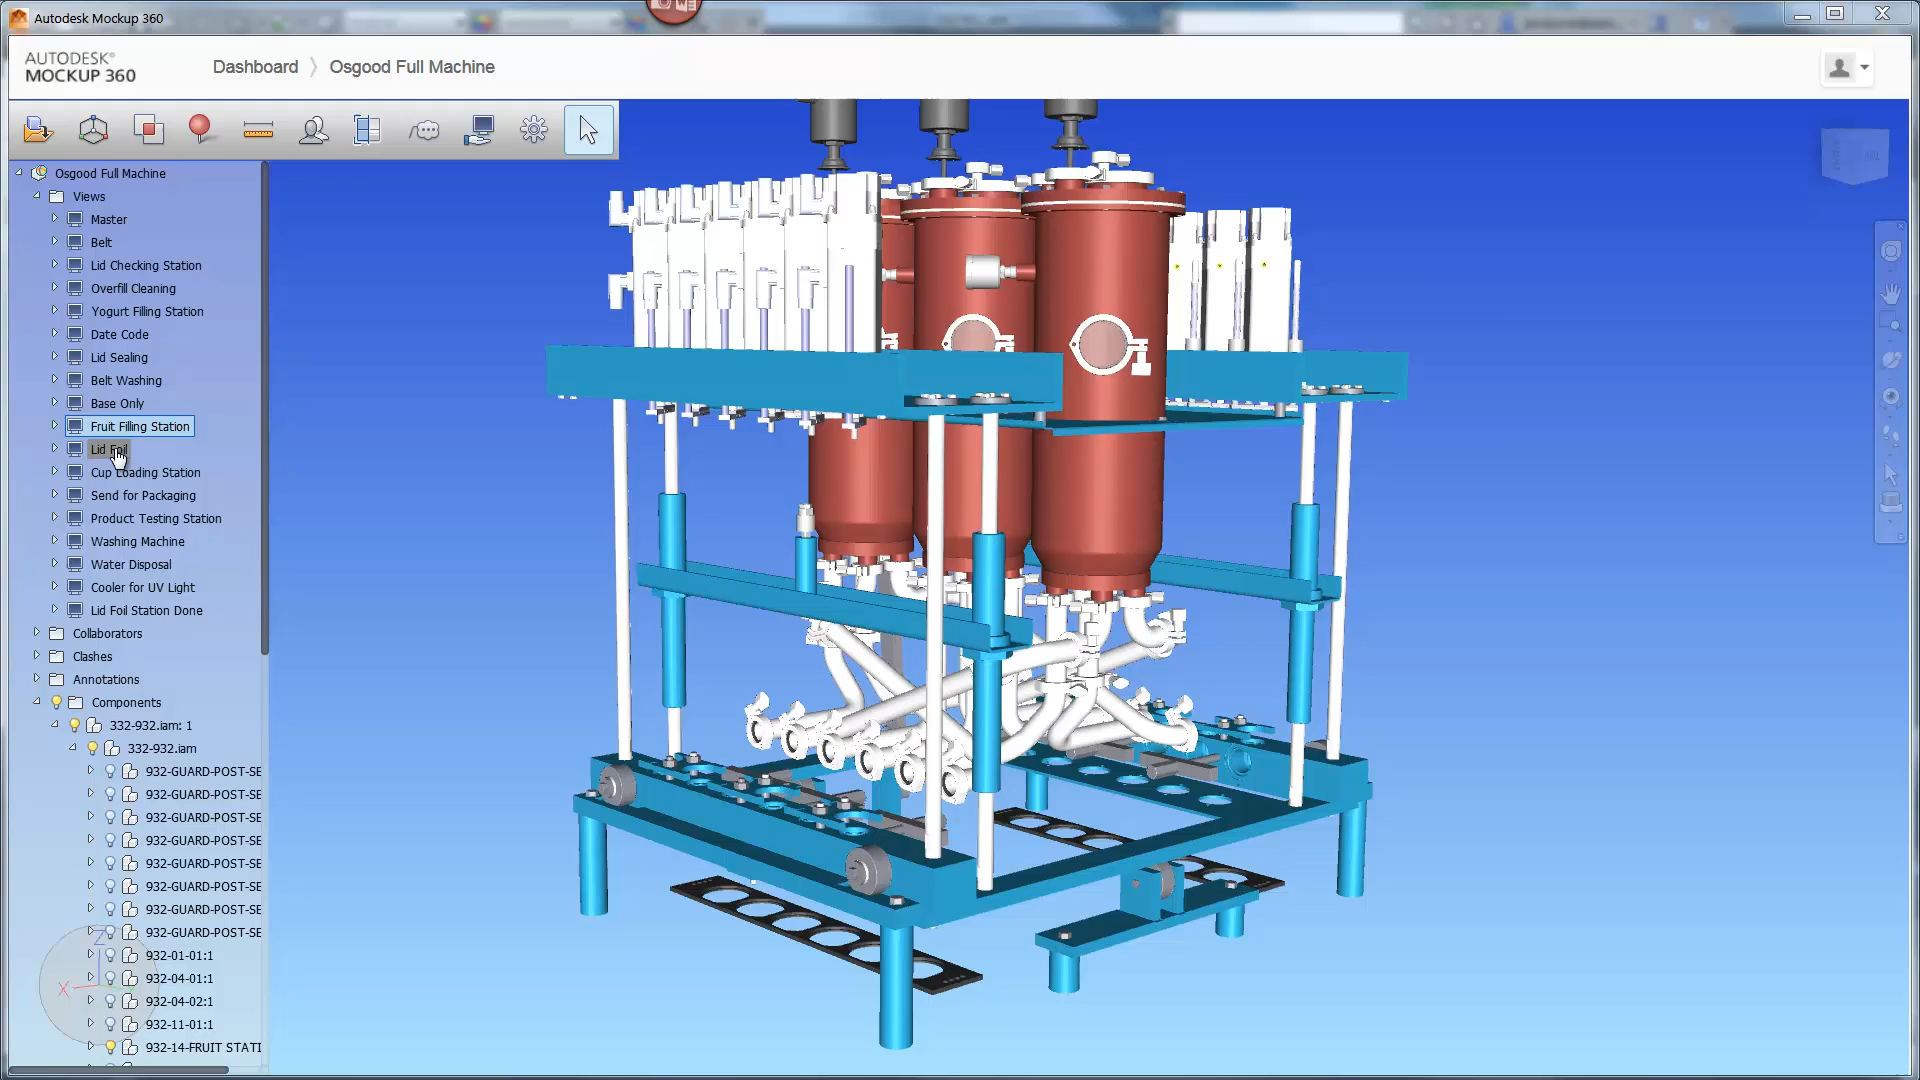 Autodesk Mockup 360
AUTODESK®
MOCKUP 360
Dashboard
Osgood Full Machine
Osgood Full Machine
Views
Master
Belt
Lid Checking Station
Overfill Cleaning
Yogurt Filling Station
Date Code
Lid Sealing
Belt Washing
Base Only
Fruit Filling Station
Lid Foil
Cup Loading Station
Send for Packaging
Product Testing Station
Washing Machine
Water Disposal
Cooler for UV Light
Lid Foil Station Done
Collaborators
Clashes
Annotations
Components
332-932.iam: 1
332-932.iam
932-GUARD-POST-SE
932-GUARD-POST-SE
932-GUARD-POST-SE
932-GUARD-POST-SE
932-GUARD-POST-SE
932-GUARD-POST-SE
932-GUARD-POST-SE
932-GUARD-POST-SE
Z
932-01-01:1
932-04-01:1
X
932-04-02:1
932-11-01:1
932-14-FRUIT STATI